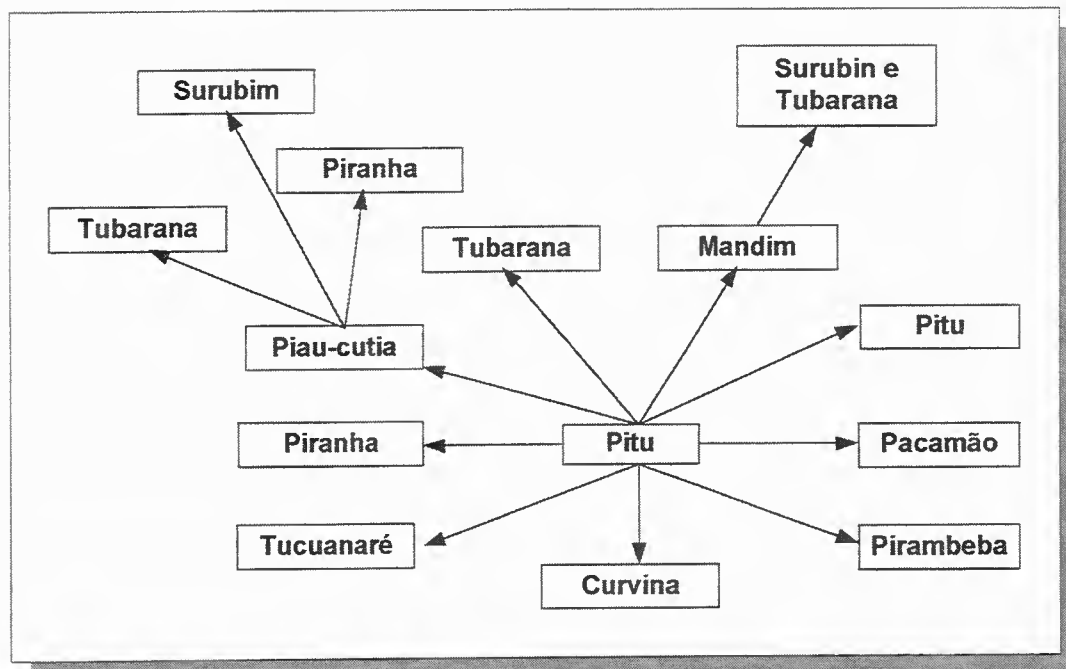 Surubim
Surubin e
Tubarana
Piranha
Tubarana
Tubarana
Mandim
Pitu
Piau-cutia
Piranha
Pitu
Pacamão
Tucuanaré
Pirambeba
Curvina